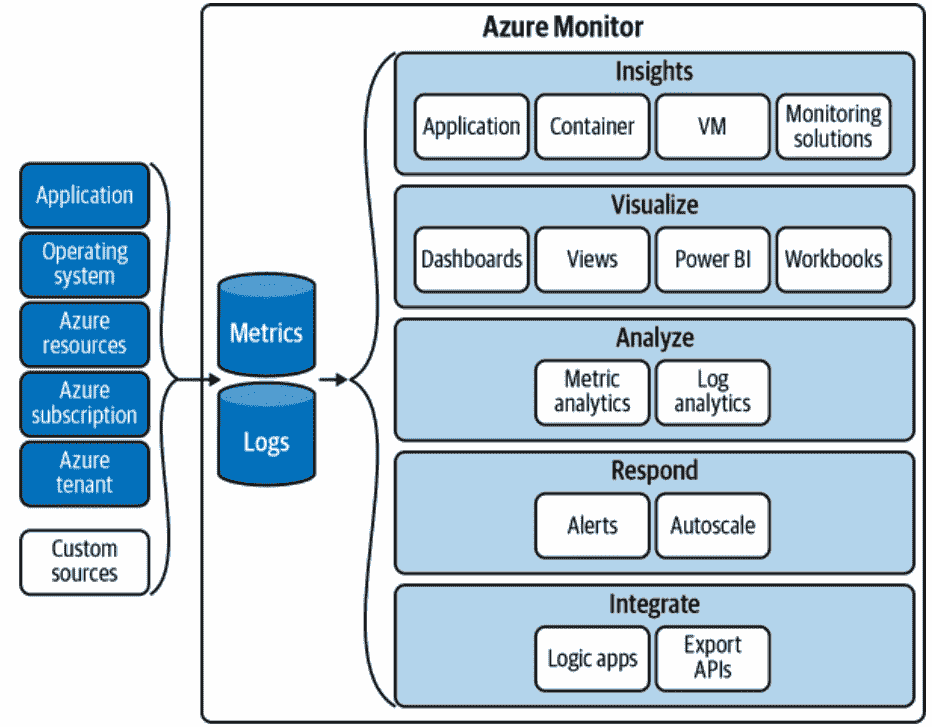 Azure Monitor
Application
Operating
system
Azure
resources
Azure
subscription
Azure
tenant
Custom
sources
Metrics
Logs
Insights
Application
Container
VM
Monitoring
solutions
Visualize
Dashboards
Views
Power BI
Workbooks
Analyze
Metric
analytics
Log
analytics
Respond
Alerts
Autoscale
Integrate
Logic apps
Export
APIs